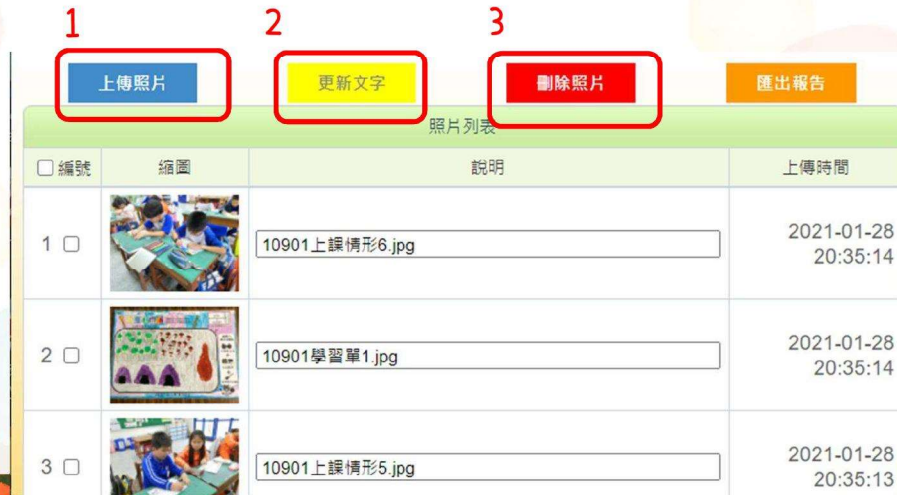 1 2 3
上傳照片 更新文字 刪除照片 匯出報告
照片列表
編號 縮圖 說明 上傳時間
1 10901上課情形6.jpg 2021-01-28
20:35:14
2 10901學習單1.jpg 2021-01-28
20:35:14
3 10901上課情形5.jpg 2021-01-28
20:35:13